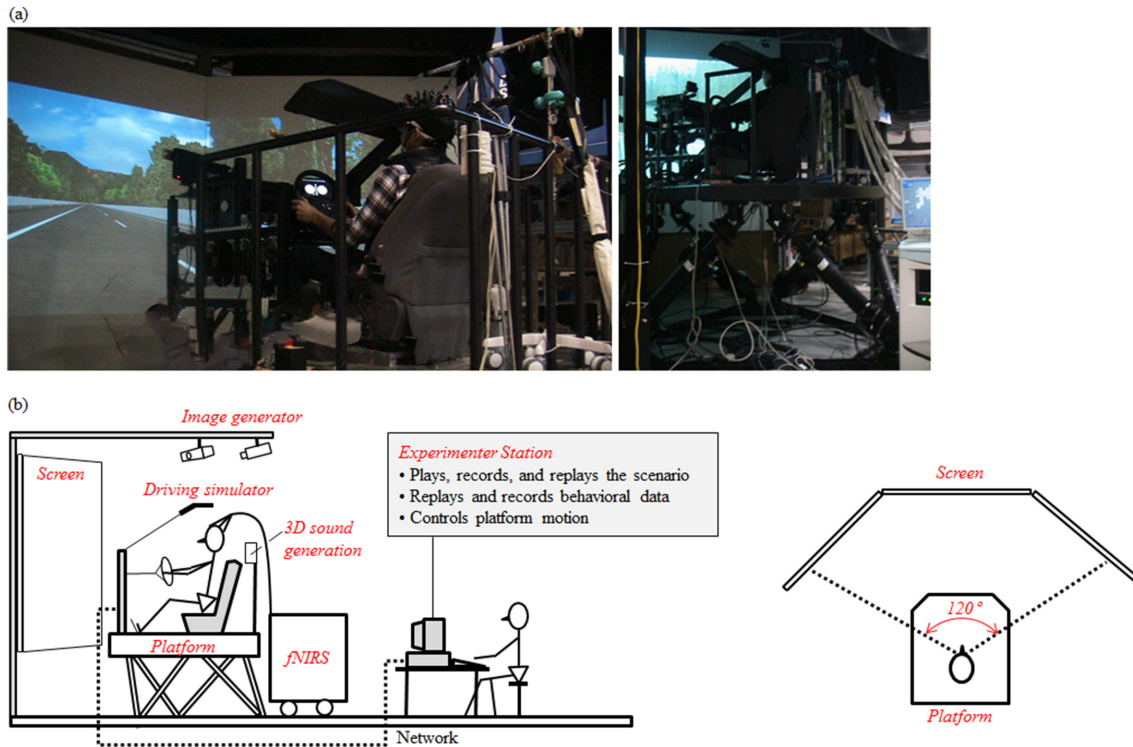 (a)
(b)
Image generator
Screen
Driving simulator
3D sound
generation
Platform
fNIRS
Experimenter Station
• Plays, records, and replays the scenario
• Replays and records behavioral data
• Controls platform motion
Network
Screen
120°
Platform